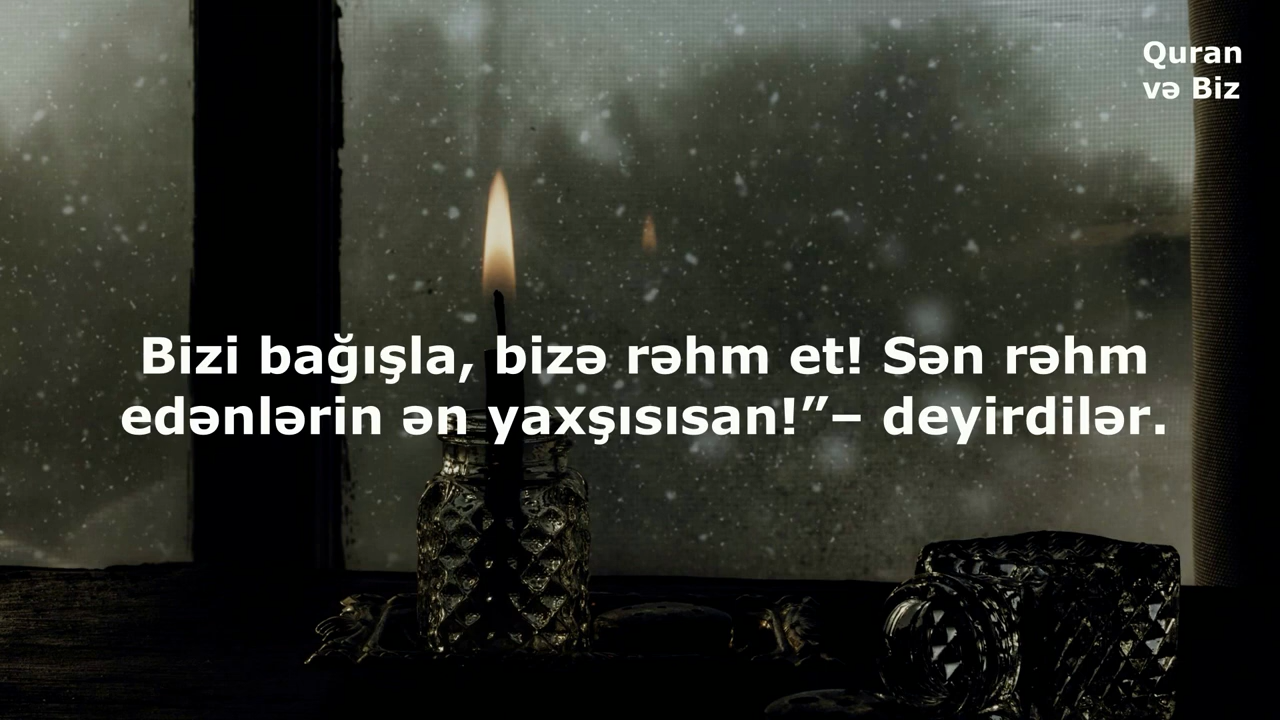 Quran
və Biz
Bizi bağışla, bizə rəhm et! Sən rəhm
edənlərin ən yaxşısısan!”– deyirdilər.